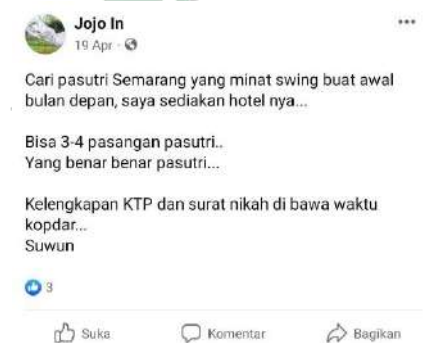 Jojo In
19 Apr ·
Cari pasutri Semarang yang minat swing buat awal
bulan depan, saya sediakan hotel nya...
Bisa 3-4 pasangan pasutri..
Yang benar benar pasutri...
Kelengkapan KTP dan surat nikah di bawa waktu
kopdar...
Suwun
3
Suka Komentar Bagikan